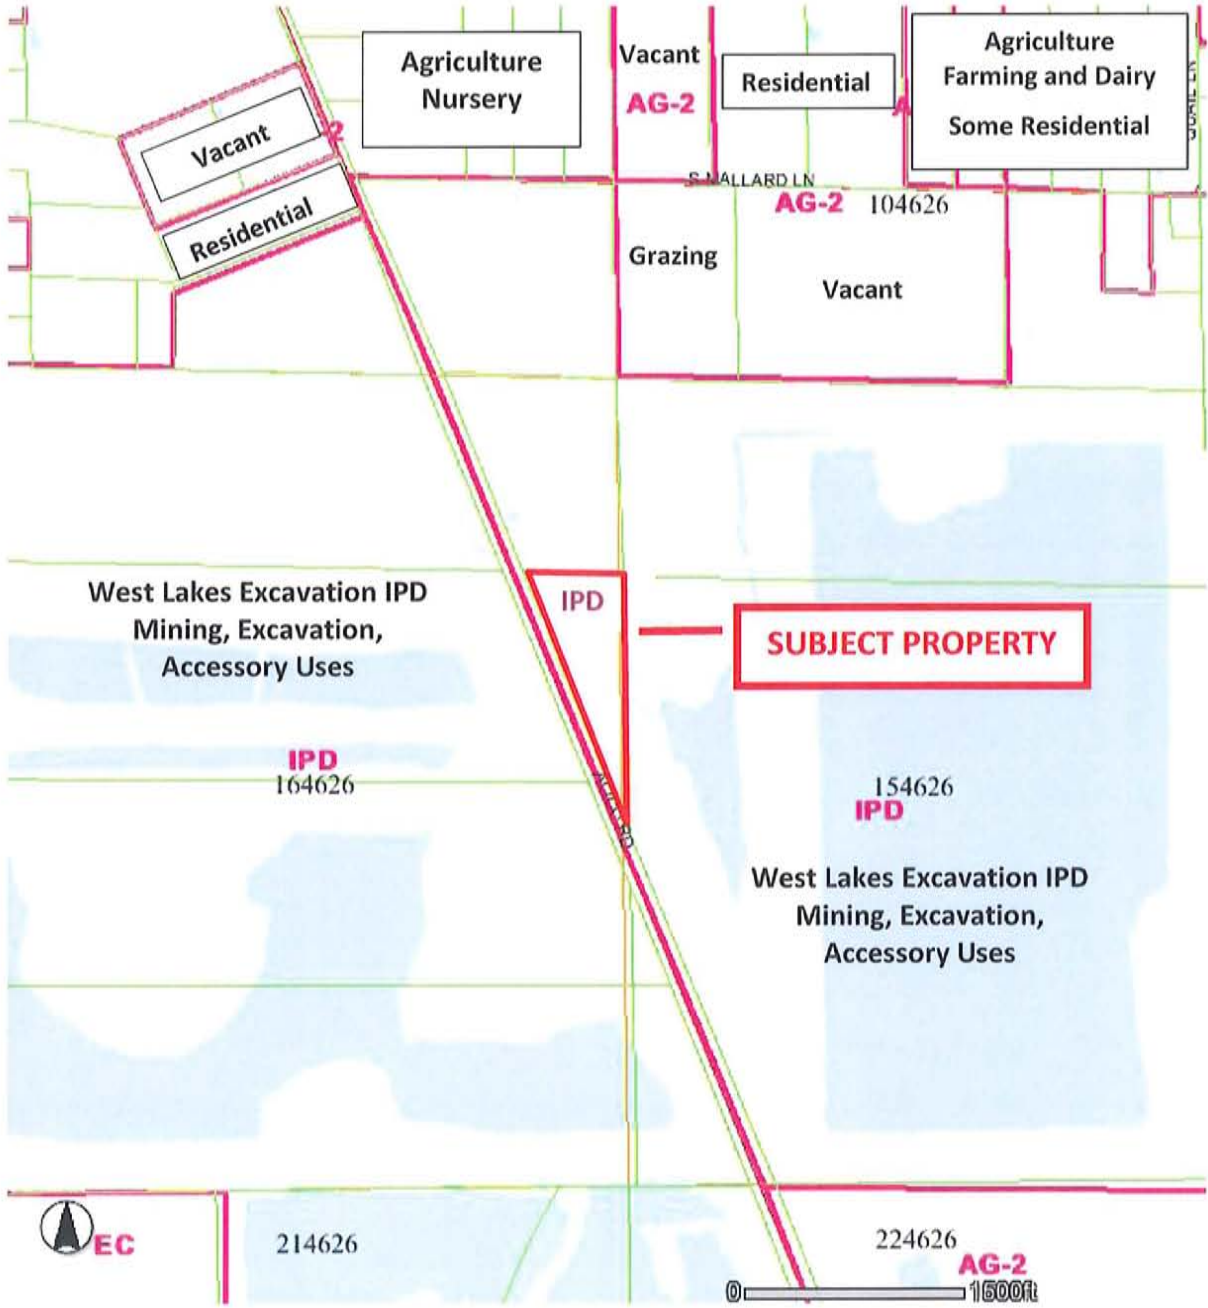 Agriculture
Nursery
Vacant
AG-2
Residential
Agriculture
Farming and Dairy
Some Residential
Vacant
2
Residential
S MALLARD LN
AG-2 104626
Grazing
Vacant
West Lakes Excavation IPD
Mining, Excavation,
Accessory Uses
IPD
SUBJECT PROPERTY
IPD
164626
154626
IPD
West Lakes Excavation IPD
Mining, Excavation,
Accessory Uses
EC
214626
224626
AG-2
0 1500ft